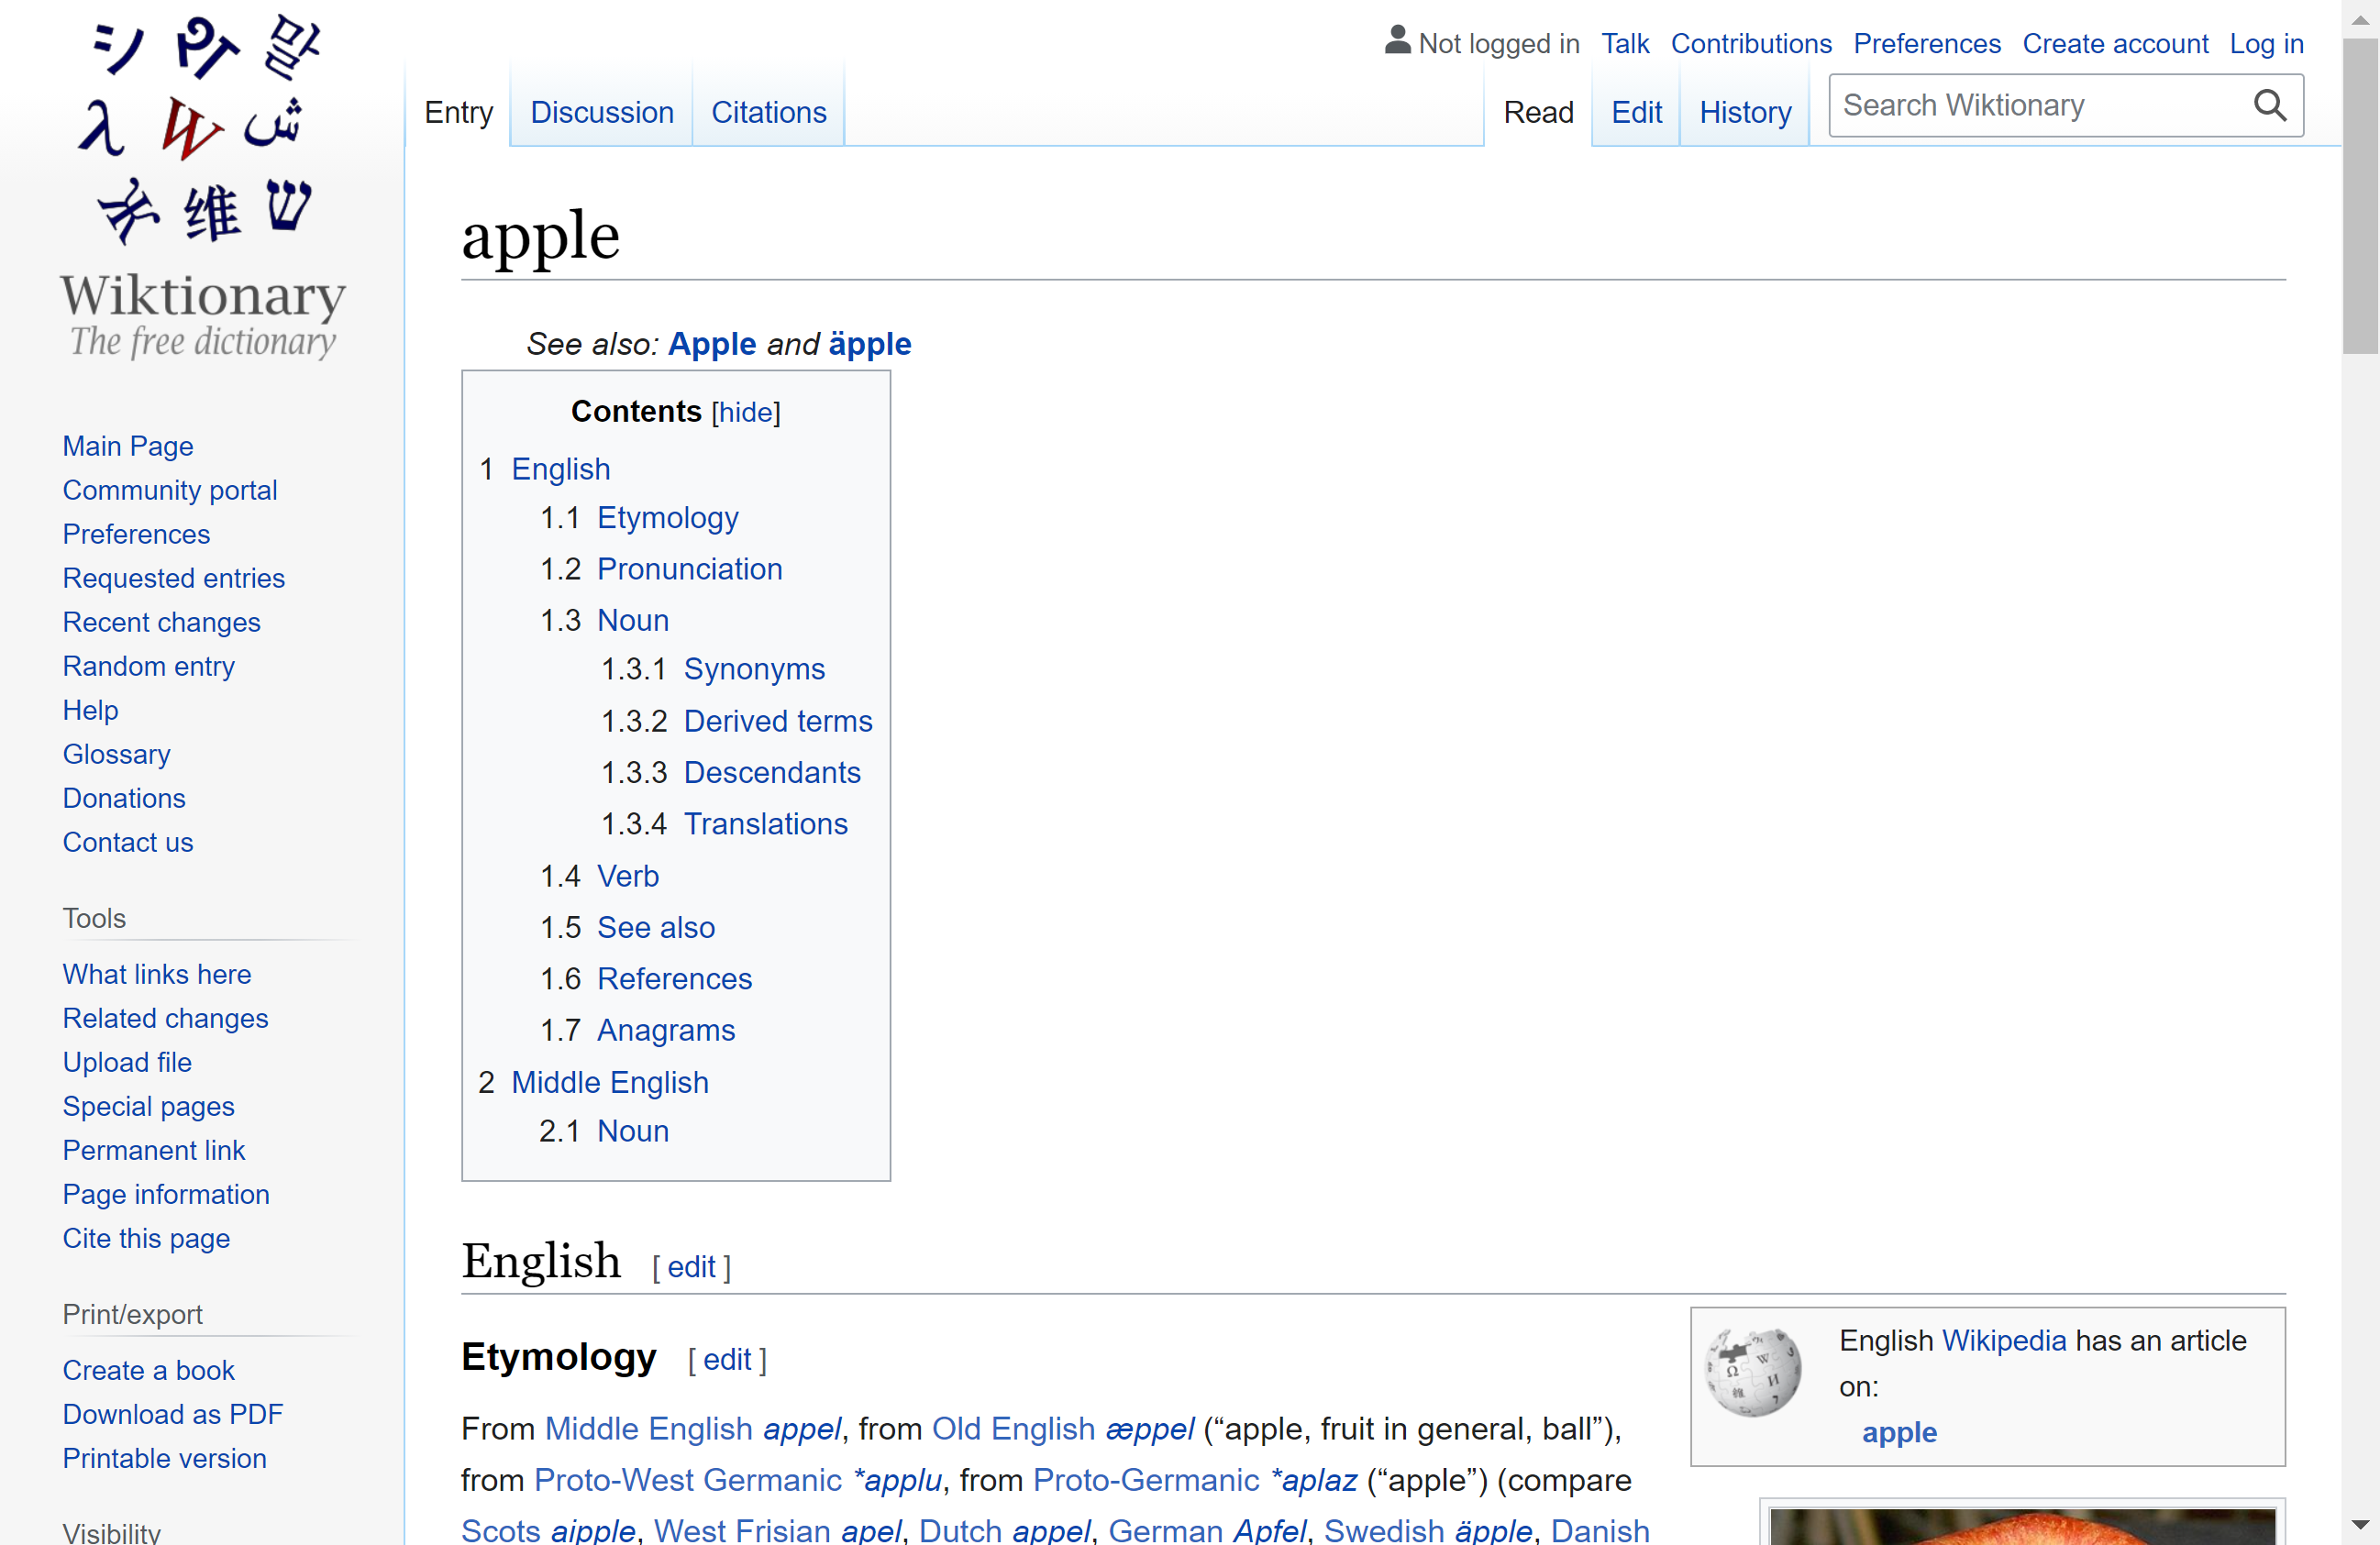 シ वा 말
λ W ش
维 ש
Wiktionary
The free dictionary
Main Page
Community portal
Preferences
Requested entries
Recent changes
Random entry
Help
Glossary
Donations
Contact us
Tools
What links here
Related changes
Upload file
Special pages
Permanent link
Page information
Cite this page
Print/export
Create a book
Download as PDF
Printable version
Visibility
Not logged in Talk Contributions Preferences Create account Log in
Entry Discussion Citations Read Edit History Search Wiktionary
apple
See also: Apple and äpple
Contents [hide]
1 English
1.1 Etymology
1.2 Pronunciation
1.3 Noun
1.3.1 Synonyms
1.3.2 Derived terms
1.3.3 Descendants
1.3.4 Translations
1.4 Verb
1.5 See also
1.6 References
1.7 Anagrams
2 Middle English
2.1 Noun
English [ edit ]
Etymology [ edit ]
From Middle English appel, from Old English æppel (“apple, fruit in general, ball”),
from Proto-West Germanic *applu, from Proto-Germanic *aplaz (“apple”) (compare
Scots aipple, West Frisian apel, Dutch appel, German Apfel, Swedish äpple, Danish
English Wikipedia has an article
on:
apple